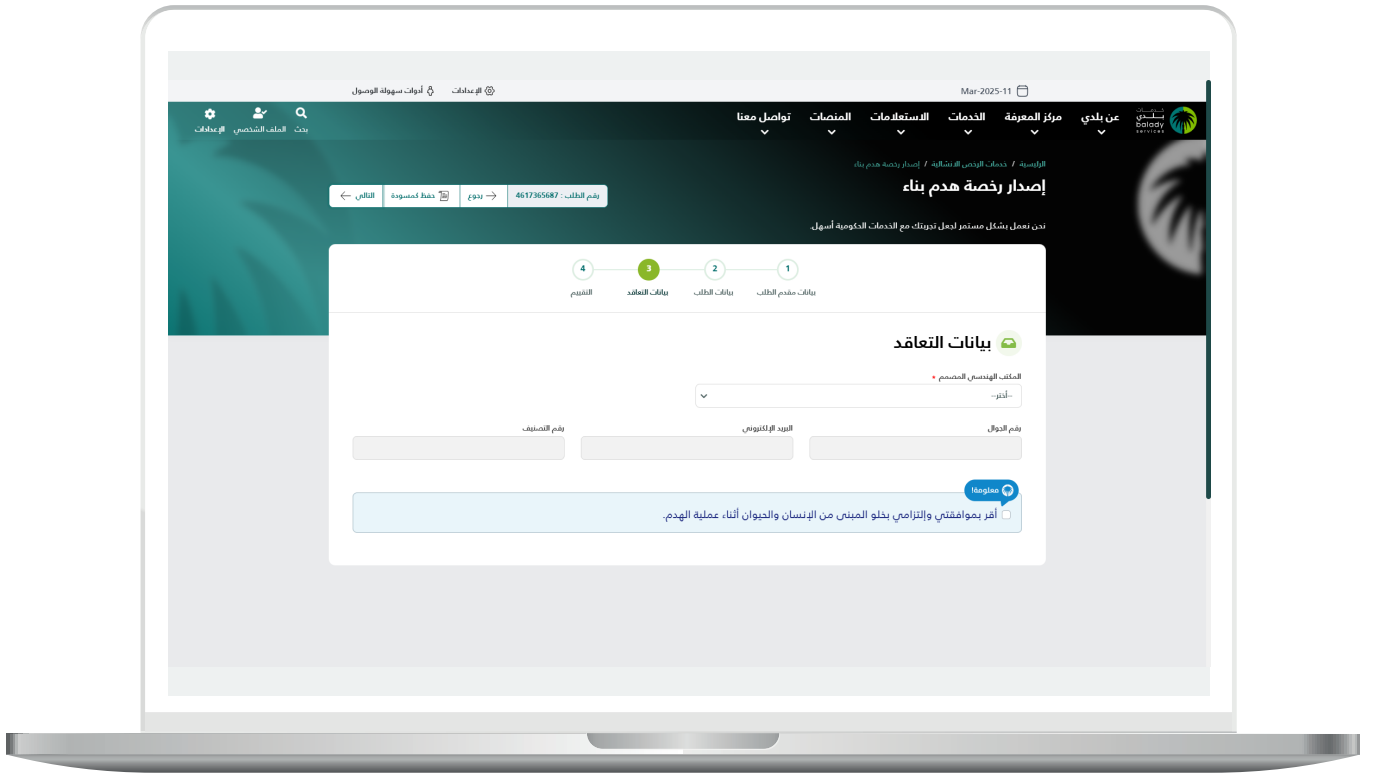 11-Mar-2025
الإعدادات
أدوات سهولة الوصول
خدمات
بلدي
balady
services
عن بلدي
مركز المعرفة
الخدمات
الاستعلامات
المنصات
تواصل معنا
بحث
الملف الشخصي
الإعدادات
الرئيسية / خدمات الرخص الانشائية / إصدار رخصة هدم بناء
إصدار رخصة هدم بناء
رقم الطلب : 4617365687
رجوع
حفظ كمسودة
التالي
نحن نعمل بشكل مستمر لجعل تجربتك مع الخدمات الحكومية أسهل.
1
2
3
4
بيانات مقدم الطلب
بيانات الطلب
بيانات التعاقد
التقييم
بيانات التعاقد
المكتب الهندسي المصمم *
--أختر--
رقم الجوال
البريد الإلكتروني
رقم التصنيف
معلومة!
أقر بموافقتي وإلتزامي بخلو المبنى من الإنسان والحيوان أثناء عملية الهدم.